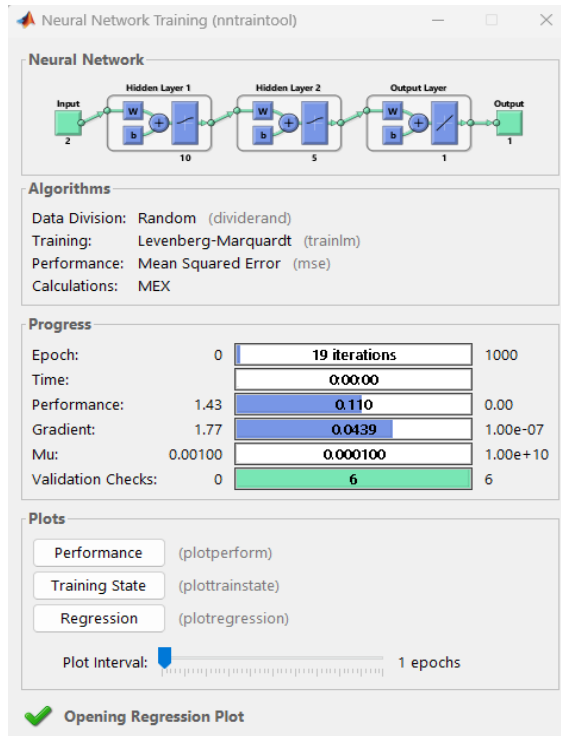 Neural Network Training (nntraintool)
Neural Network
Hidden Layer 1 Hidden Layer 2 Output Layer
Input Output
W W W
b b b
2 10 5 1 1
Algorithms
Data Division: Random (dividerand)
Training: Levenberg-Marquardt (trainlm)
Performance: Mean Squared Error (mse)
Calculations: MEX
Progress
Epoch: 0 19 iterations 1000
Time: 0:00:00
Performance: 1.43 0.110 0.00
Gradient: 1.77 0.0439 1.00e-07
Mu: 0.00100 0.000100 1.00e+10
Validation Checks: 0 6 6
Plots
Performance (plotperform)
Training State (plottrainstate)
Regression (plotregression)
Plot Interval: 1 epochs
Opening Regression Plot